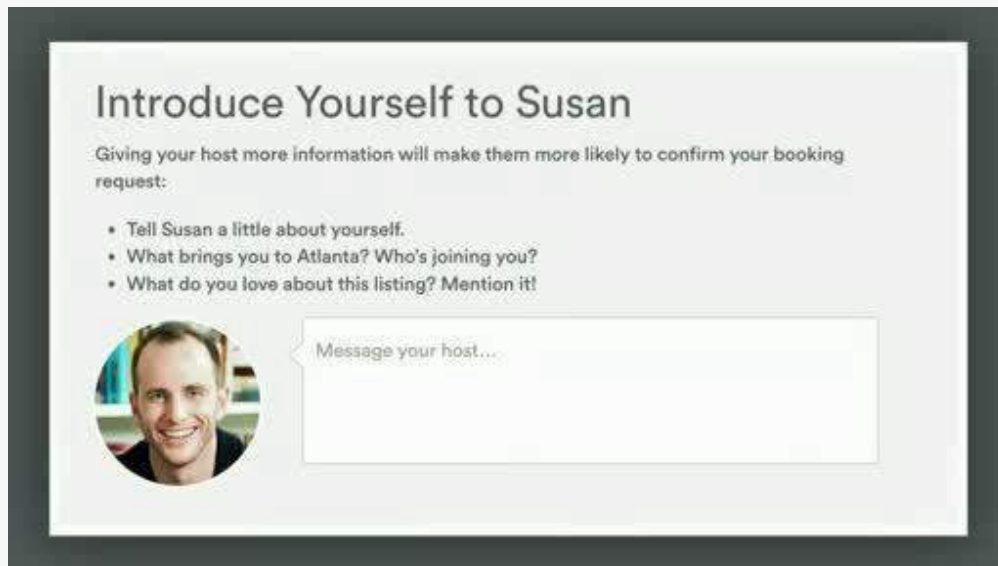 Introduce Yourself to Susan
Giving your host more information will make them more likely to confirm your booking
request:
• Tell Susan a little about yourself.
• What brings you to Atlanta? Who's joining you?
• What do you love about this listing? Mention it!
Message your host...